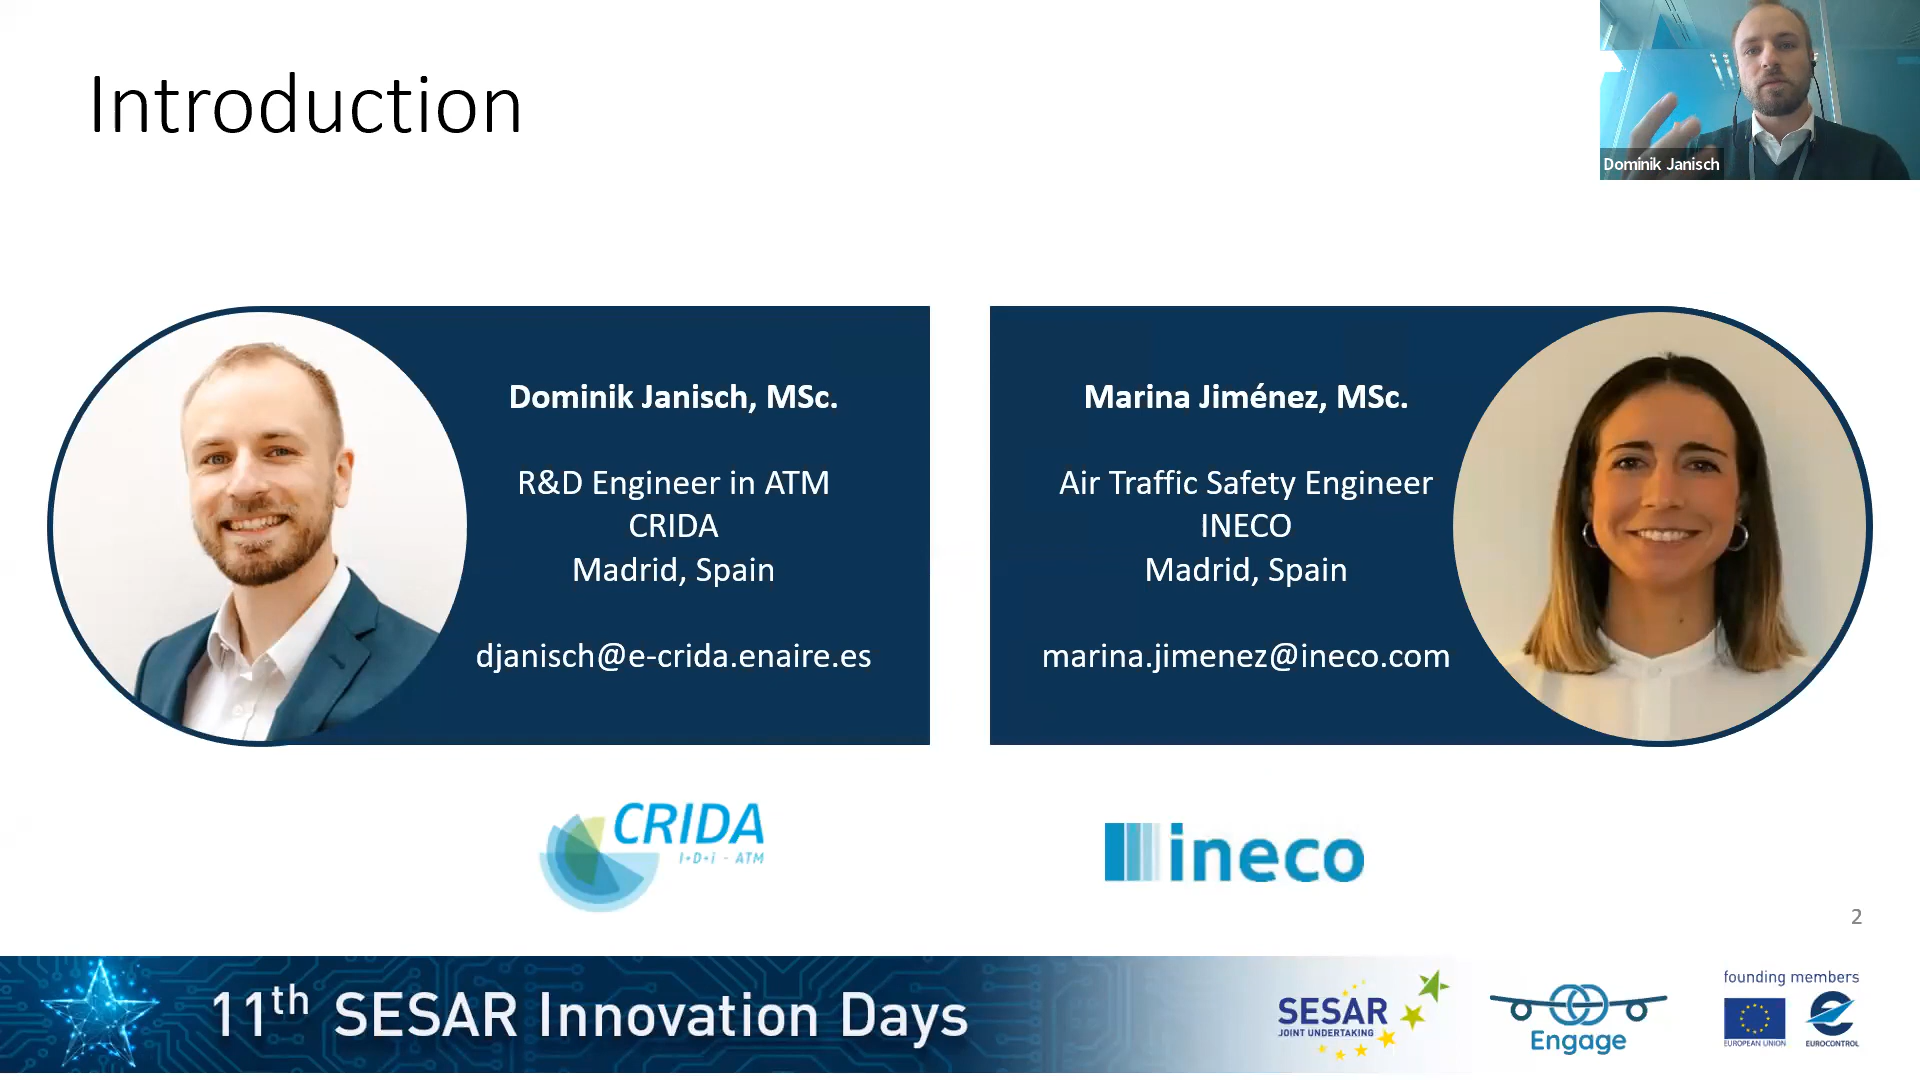 Introduction
Dominik Janisch
Dominik Janisch, MSc.
R&D Engineer in ATM
CRIDA
Madrid, Spain
djanisch@e-crida.enaire.es
Marina Jiménez, MSc.
Air Traffic Safety Engineer
INECO
Madrid, Spain
marina.jimenez@ineco.com
CRIDA
I+D+i - ATM
ineco
2
11th SESAR Innovation Days
SESAR
JOINT UNDERTAKING
Engage
founding members
EUROPEAN UNION
EUROCONTROL